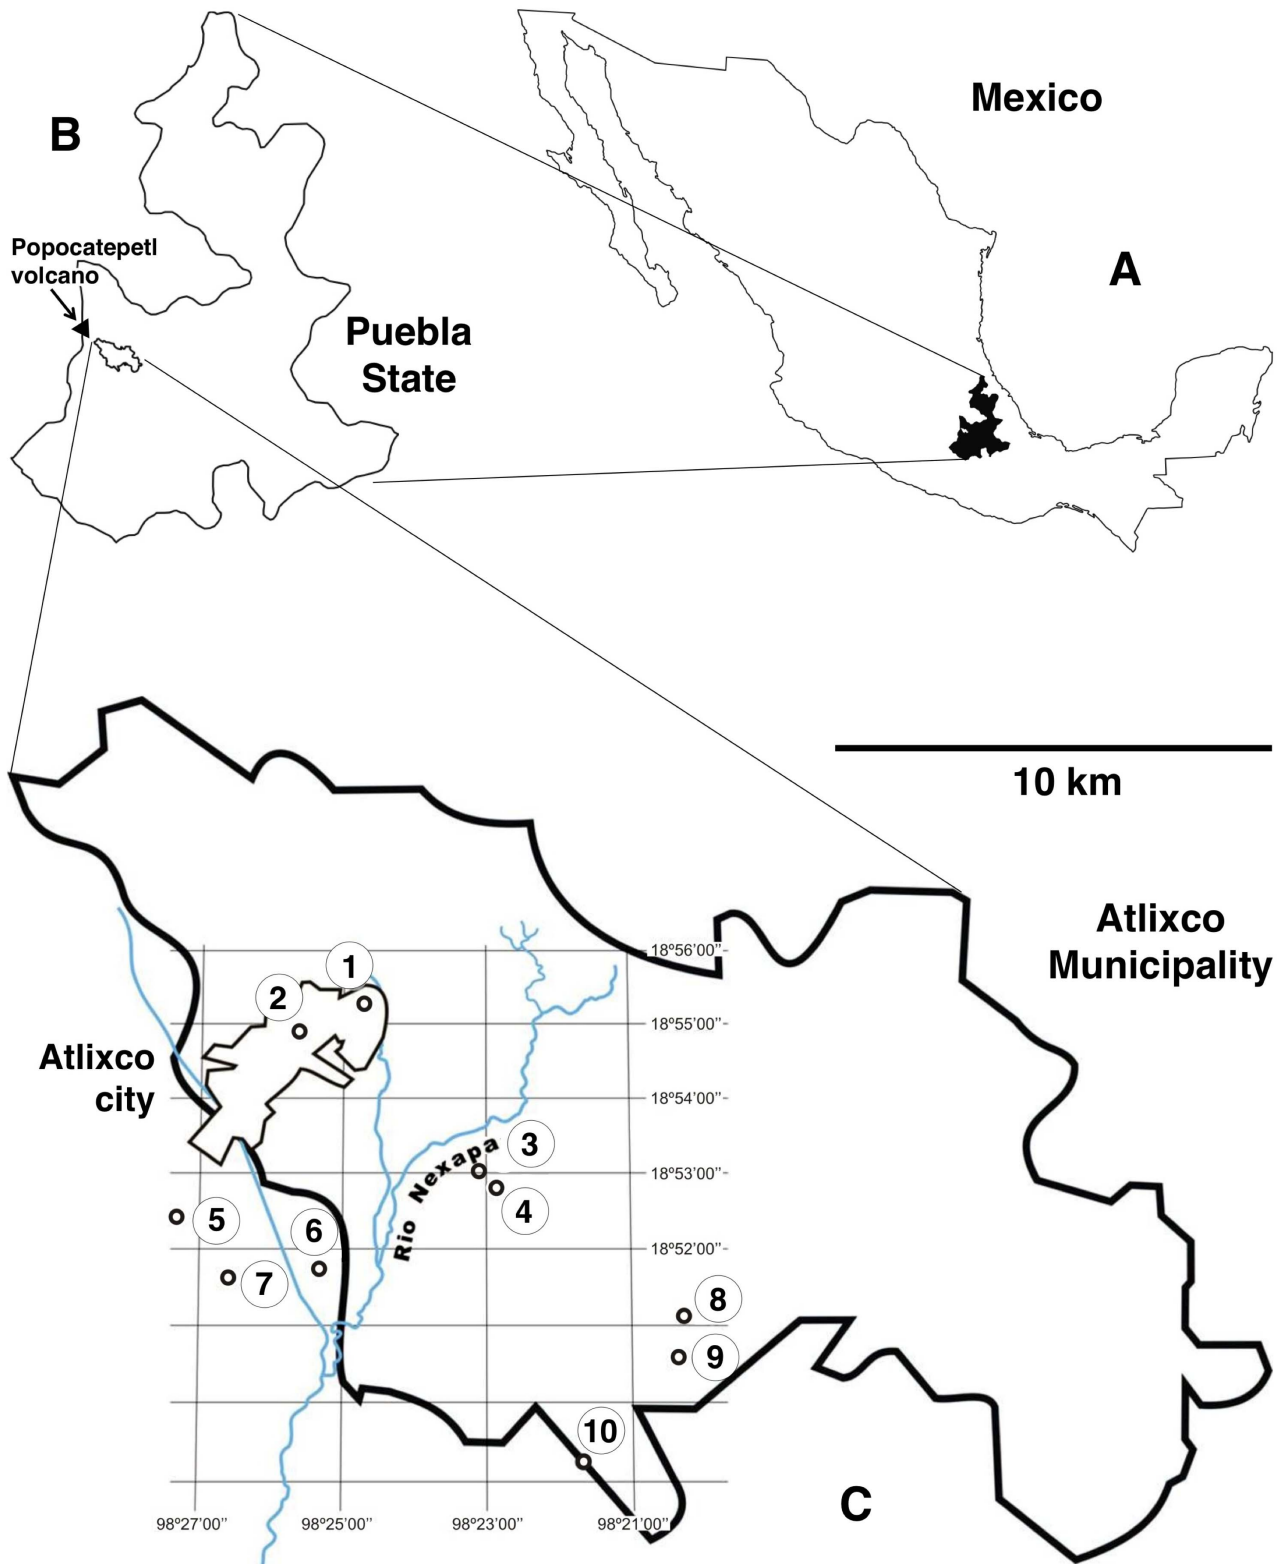 Mexico
B
A
Popocatepetl
volcano
Puebla
State
10 km
Atlixco
Municipality
18º56'00"
1
2
18º55'00"
Atlixco
city
18º54'00"
3
Rio Nexapa
18º53'00"
4
5
6
18º52'00"
7
8
9
10
C
98º27'00"
98º25'00"
98º23'00"
98º21'00"